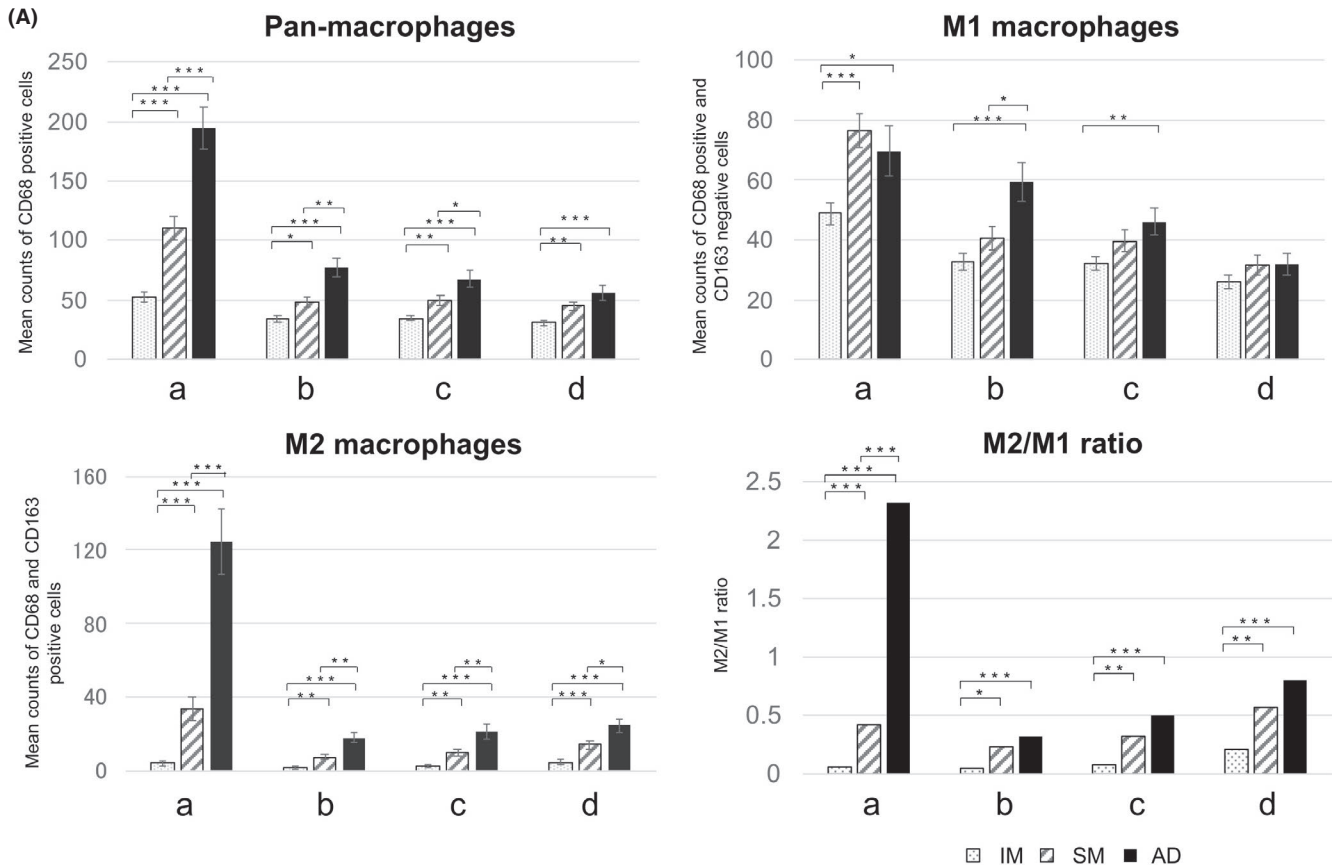 (A)
Pan-macrophages
Mean counts of CD68 positive cells
250
200
150
100
50
0
* * *
* * *
* * *
* *
* * *
*
*
* * *
* *
* * *
* *
a b c d
M1 macrophages
Mean counts of CD68 positive and
CD163 negative cells
100
80
60
40
20
0
*
* * *
*
* * *
* *
a b c d
M2 macrophages
Mean counts of CD68 and CD163
positive cells
160
120
80
40
0
* * *
* * *
* * *
* *
* * *
* *
* *
* * *
* *
*
* * *
* * *
a b c d
M2/M1 ratio
M2/M1 ratio
2.5
2
1.5
1
0.5
0
* * *
* * *
* * *
* * *
*
* * *
* *
* * *
* *
a b c d
IM SM AD